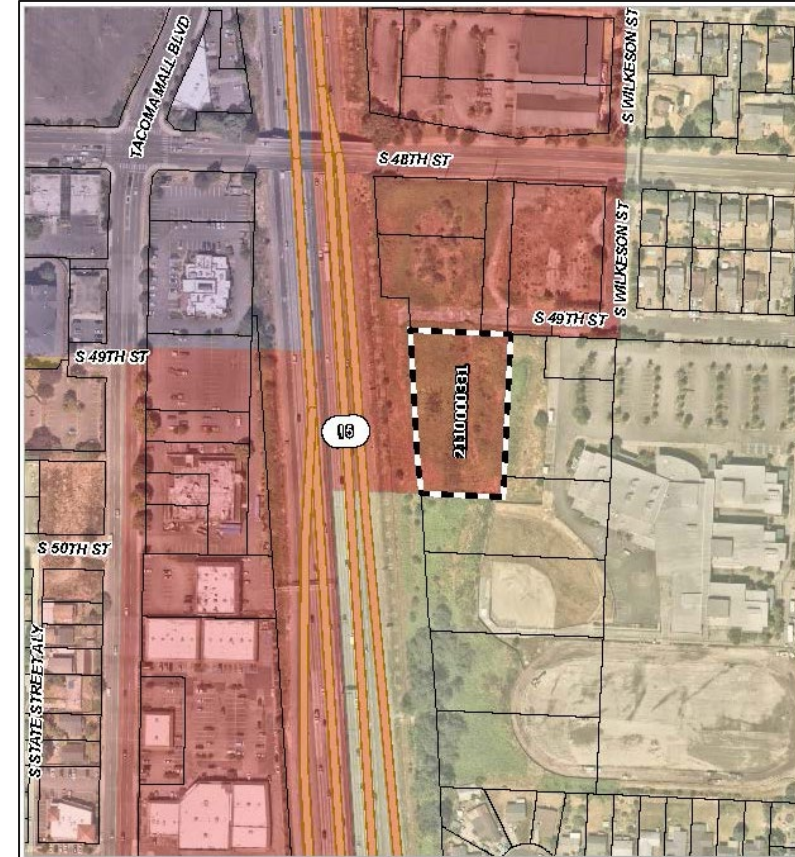 TACOMA MALL BLVD
S WILKESON ST
S 48TH ST
S WILKESON ST
S 49TH ST
S 49TH ST
2110000331
I5
S 50TH ST
S STATE STREET ALY